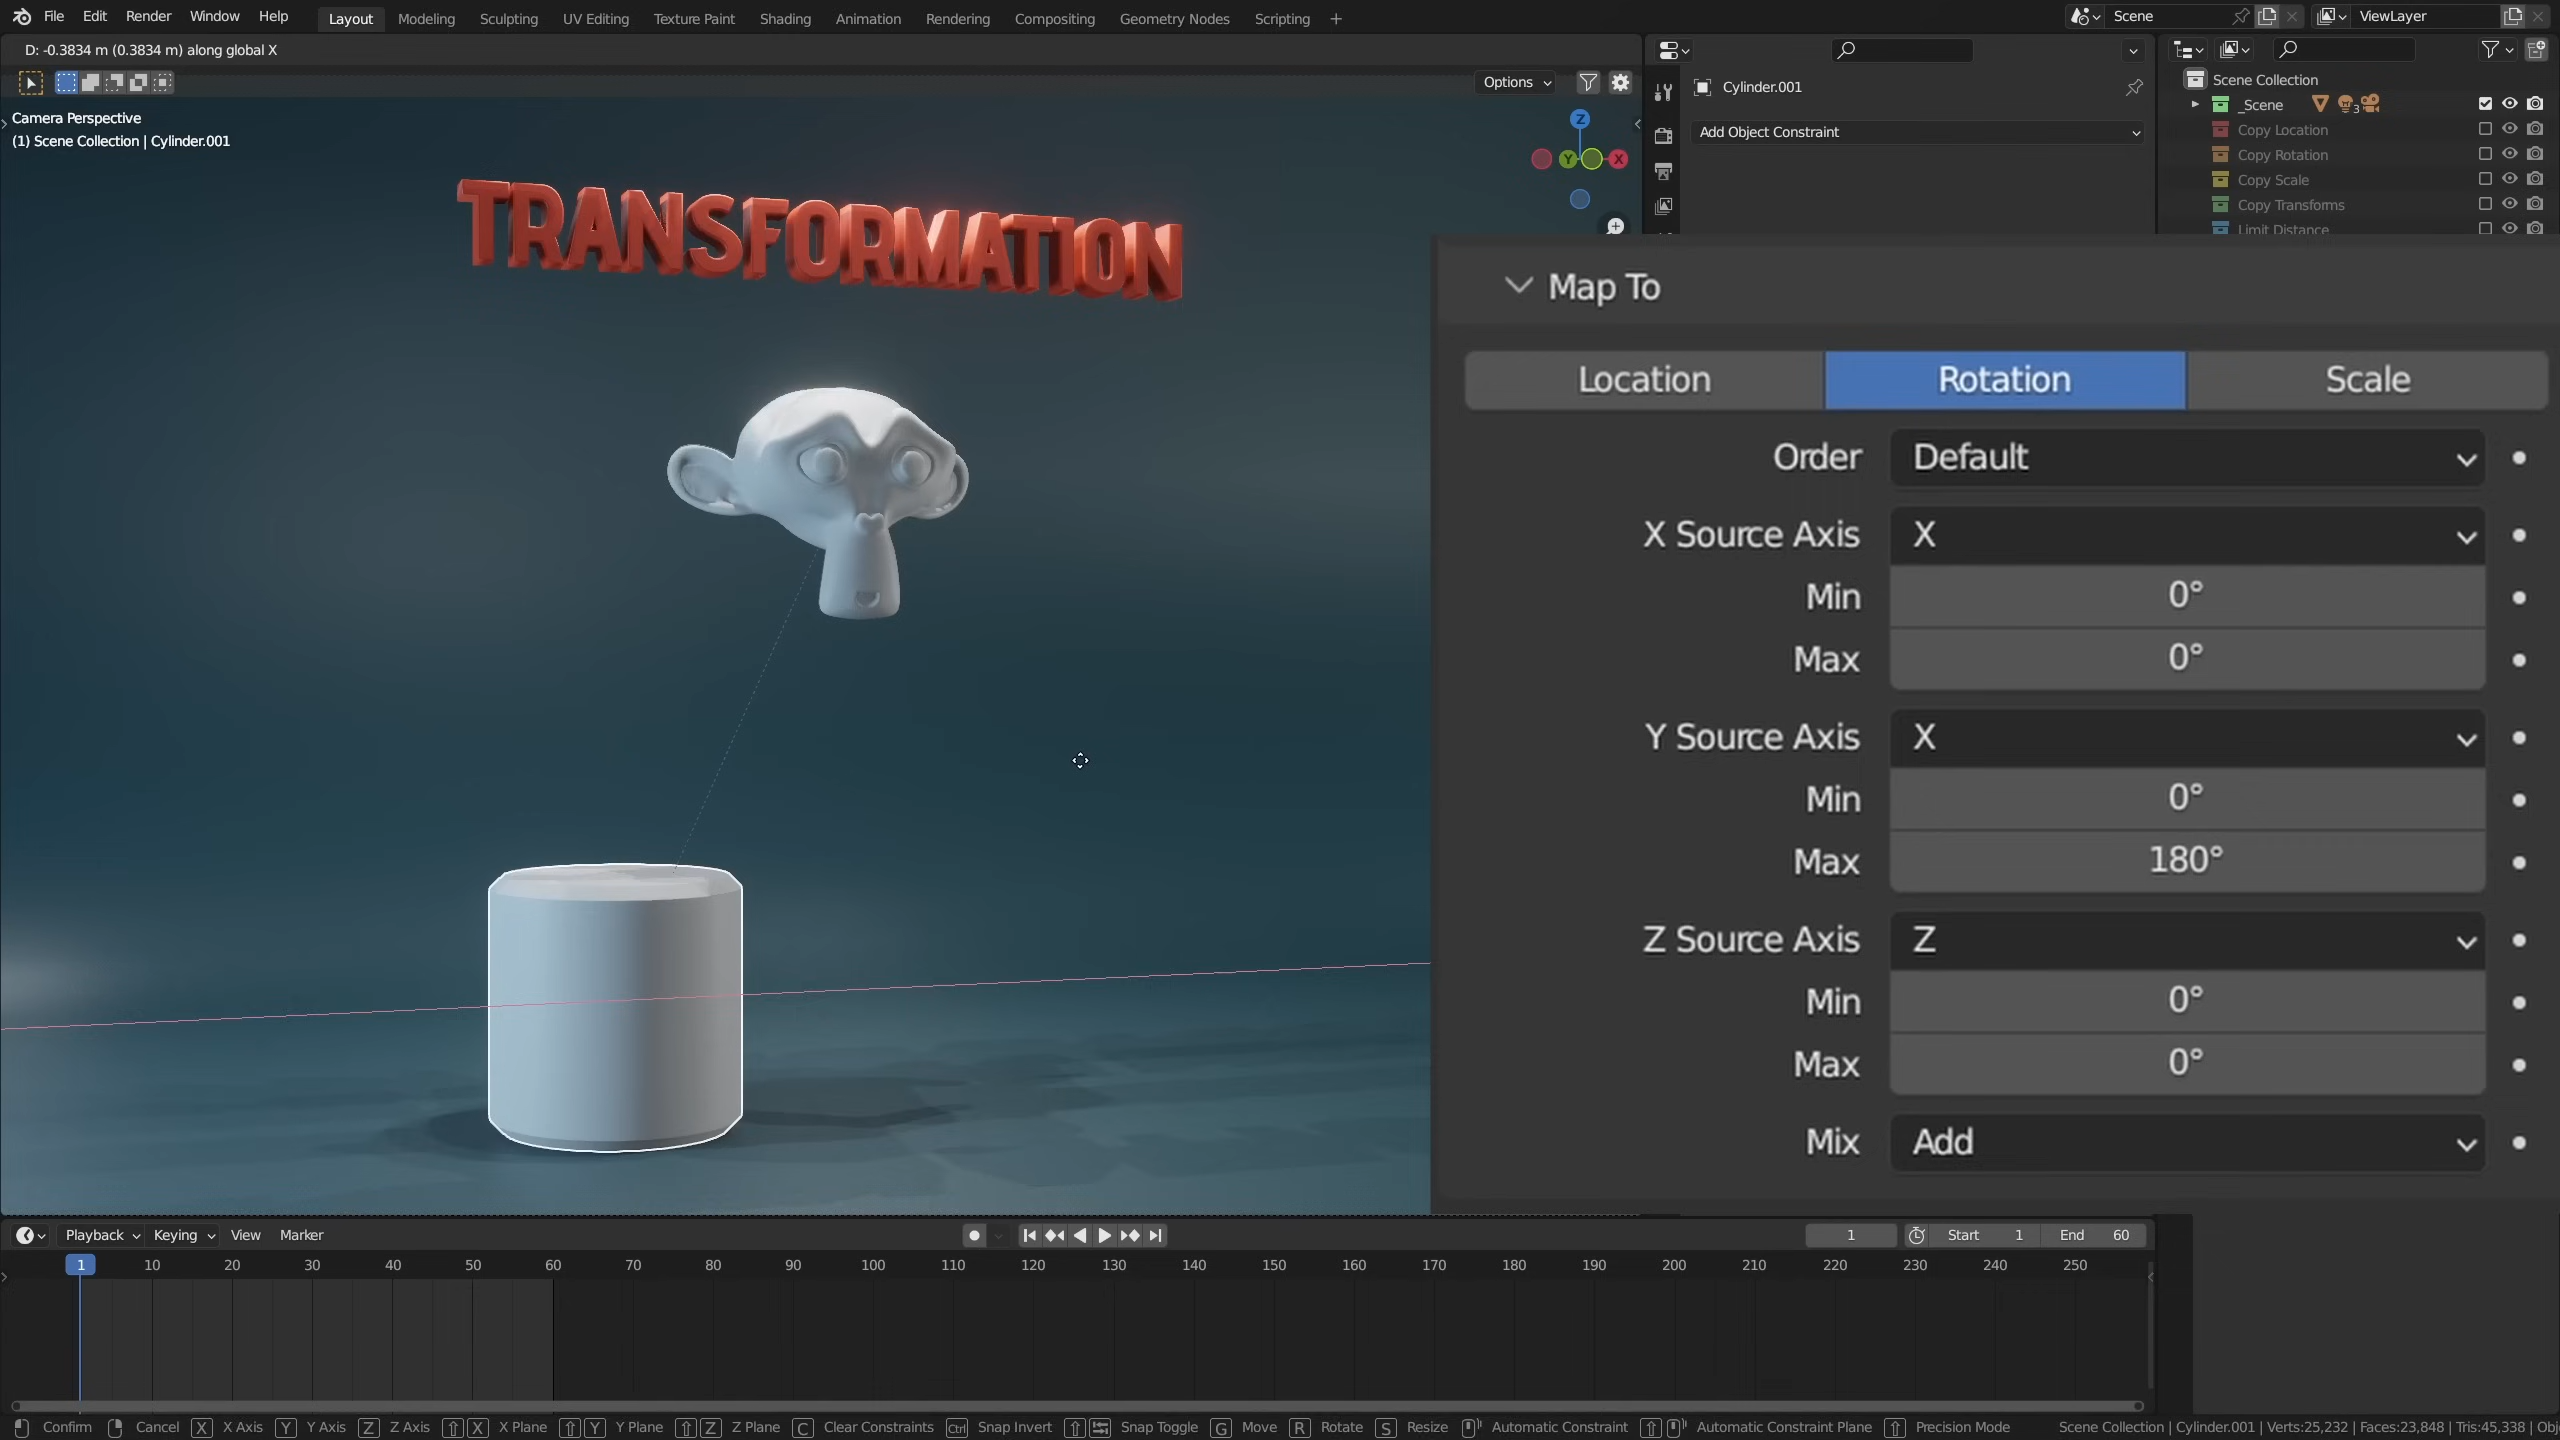 File Edit Render Window Help Layout Modeling Sculpting UV Editing Texture Paint Shading Animation Rendering Compositing Geometry Nodes Scripting + Scene ViewLayer
D: -0.3834 m (0.3834 m) along global X
Options
Camera Perspective
(1) Scene Collection | Cylinder.001
Z
Y
X
TRANSFORMATION
Cylinder.001
Add Object Constraint
Scene Collection
_Scene 3
Copy Location
Copy Rotation
Copy Scale
Copy Transforms
Limit Distance
Map To
Location Rotation Scale
Order Default
X Source Axis X
Min 0°
Max 0°
Y Source Axis X
Min 0°
Max 180°
Z Source Axis Z
Min 0°
Max 0°
Mix Add
Playback Keying View Marker 1 Start 1 End 60
1 10 20 30 40 50 60 70 80 90 100 110 120 130 140 150 160 170 180 190 200 210 220 230 240 250
Confirm Cancel X X Axis Y Y Axis Z Z Axis X X Plane Y Y Plane Z Z Plane C Clear Constraints Ctrl Snap Invert Snap Toggle G Move R Rotate S Resize Automatic Constraint Automatic Constraint Plane Precision Mode Scene Collection | Cylinder.001 | Verts:25,232 | Faces:23,848 | Tris:45,338 | Obj